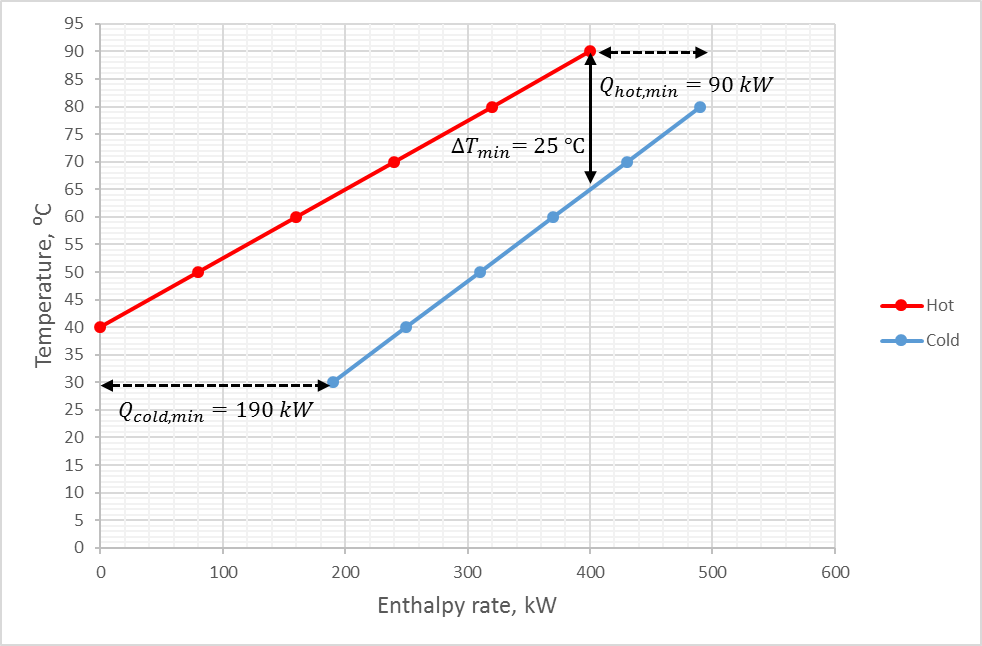 95
90
85
80
75
70
65
60
55
50
45
40
35
30
25
20
15
10
5
0
Temperature, ºC
Q_hot,min = 90 kW
ΔT_min= 25 °C
Q_cold,min = 190 kW
Hot
Cold
0 100 200 300 400 500 600
Enthalpy rate, kW